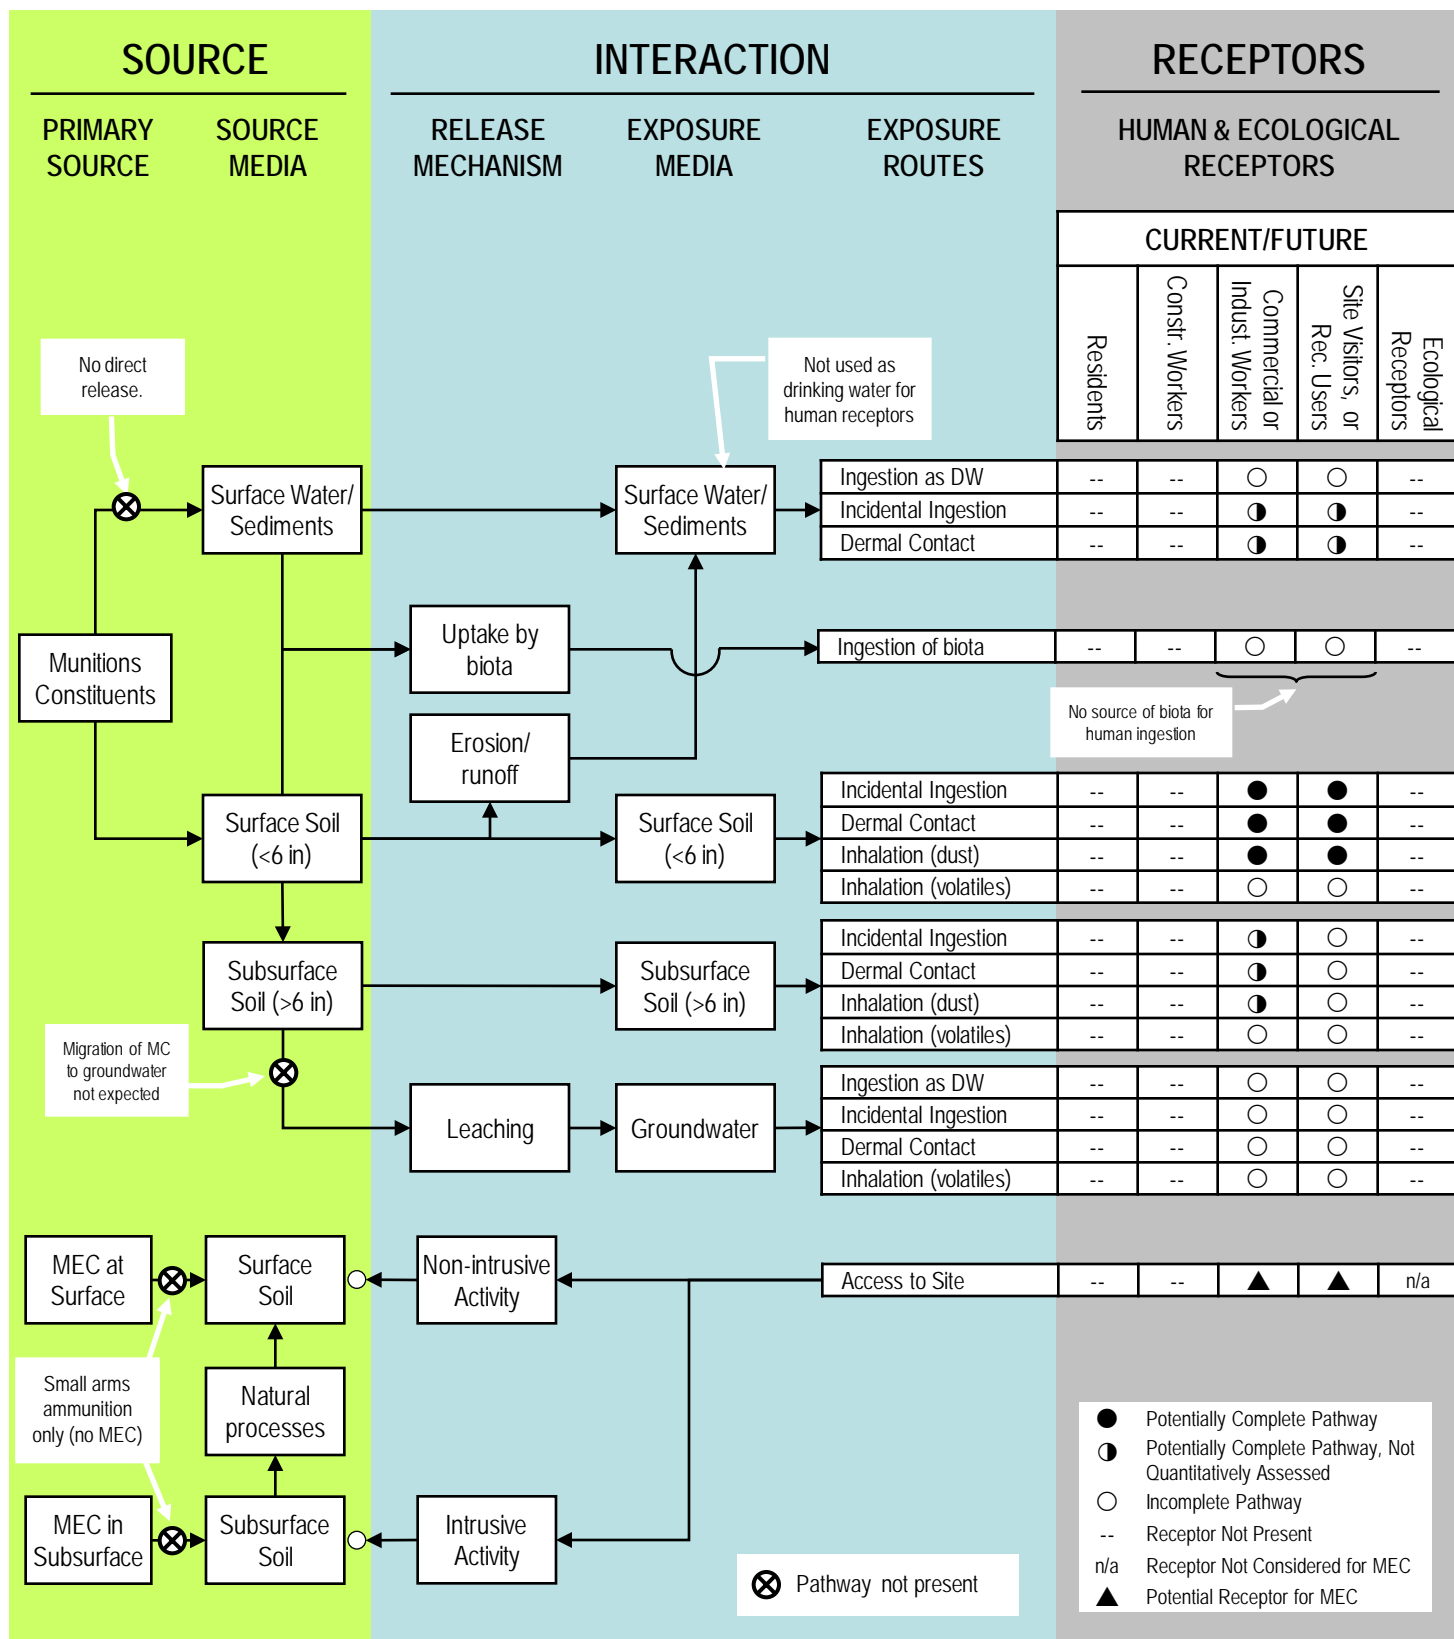 SOURCE
INTERACTION
RECEPTORS
PRIMARY
SOURCE
SOURCE
MEDIA
RELEASE
MECHANISM
EXPOSURE
MEDIA
EXPOSURE
ROUTES
HUMAN & ECOLOGICAL
RECEPTORS
CURRENT/FUTURE
Residents
Constr. Workers
Commercial or
Indust. Workers
Site Visitors, or
Rec. Users
Ecological
Receptors
No direct
release.
Not used as
drinking water for
human receptors
Surface Water/
Sediments
Surface Water/
Sediments
Ingestion as DW -- -- ○ ○ --
Incidental Ingestion -- -- ◑ ◑ --
Dermal Contact -- -- ◑ ◑ --
Munitions
Constituents
Uptake by
biota
Ingestion of biota -- -- ○ ○ --
No source of biota for
human ingestion
Erosion/
runoff
Surface Soil
(<6 in)
Surface Soil
(<6 in)
Incidental Ingestion -- -- ● ● --
Dermal Contact -- -- ● ● --
Inhalation (dust) -- -- ● ● --
Inhalation (volatiles) -- -- ○ ○ --
Subsurface
Soil (>6 in)
Subsurface
Soil (>6 in)
Incidental Ingestion -- -- ◑ ○ --
Dermal Contact -- -- ◑ ○ --
Inhalation (dust) -- -- ◑ ○ --
Inhalation (volatiles) -- -- ○ ○ --
Migration of MC
to groundwater
not expected
Leaching
Groundwater
Ingestion as DW -- -- ○ ○ --
Incidental Ingestion -- -- ○ ○ --
Dermal Contact -- -- ○ ○ --
Inhalation (volatiles) -- -- ○ ○ --
MEC at
Surface
Surface
Soil
Non-intrusive
Activity
Access to Site -- -- ▲ ▲ n/a
Small arms
ammunition
only (no MEC)
Natural
processes
MEC in
Subsurface
Subsurface
Soil
Intrusive
Activity
Pathway not present
● Potentially Complete Pathway
◑ Potentially Complete Pathway, Not
Quantitatively Assessed
○ Incomplete Pathway
-- Receptor Not Present
n/a Receptor Not Considered for MEC
▲ Potential Receptor for MEC